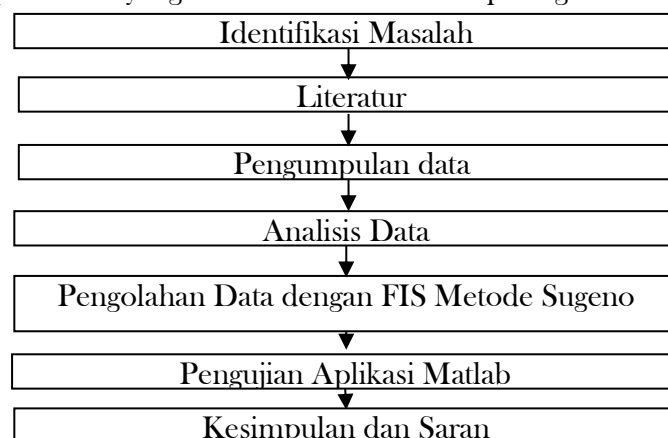 Identifikasi Masalah
Literatur
Pengumpulan data
Analisis Data
Pengolahan Data dengan FIS Metode Sugeno
Pengujian Aplikasi Matlab
Kesimpulan dan Saran